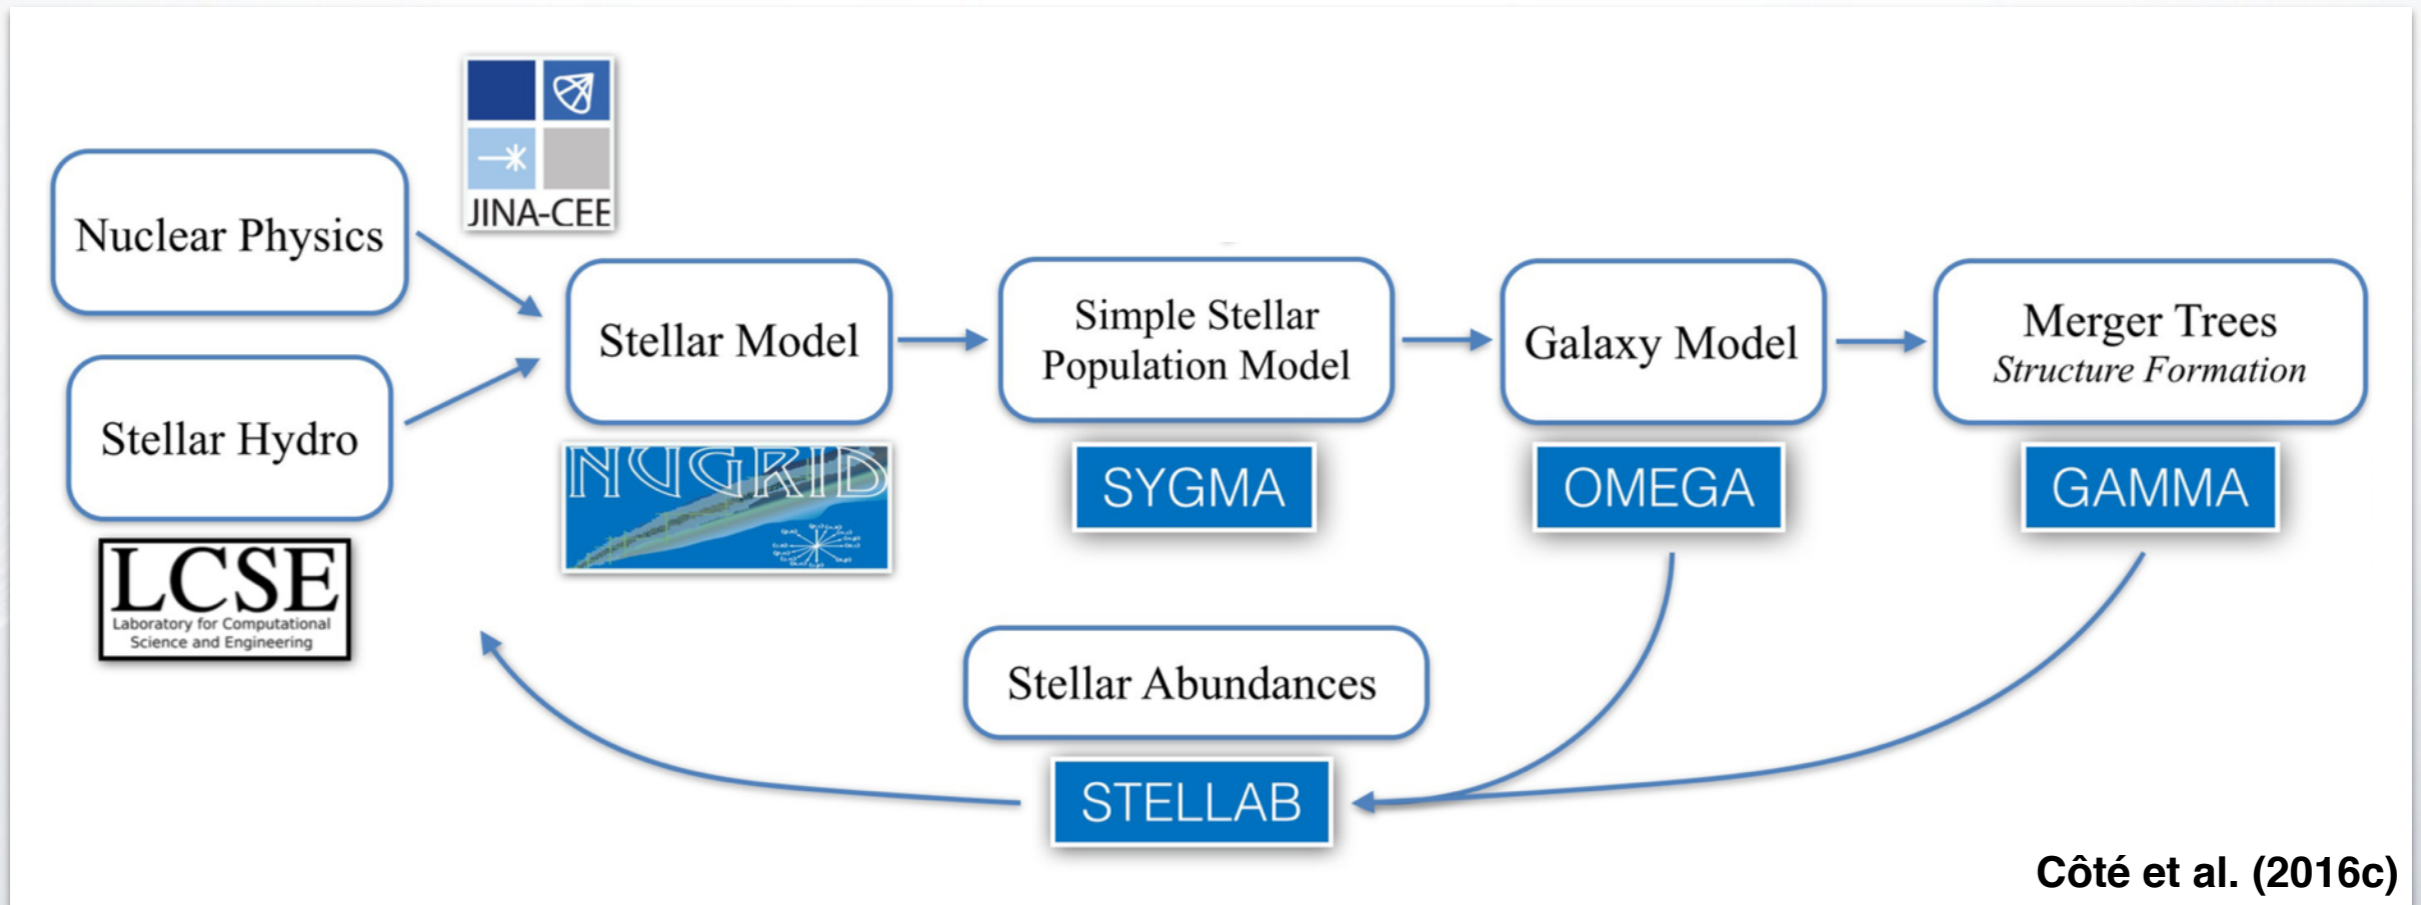 JINA-CEE
Nuclear Physics
Stellar Hydro
LCSE
Laboratory for Computational
Science and Engineering
Stellar Model
NUGRID
Simple Stellar
Population Model
SYGMA
Galaxy Model
OMEGA
Merger Trees
Structure Formation
GAMMA
Stellar Abundances
STELLAB
Côté et al. (2016c)